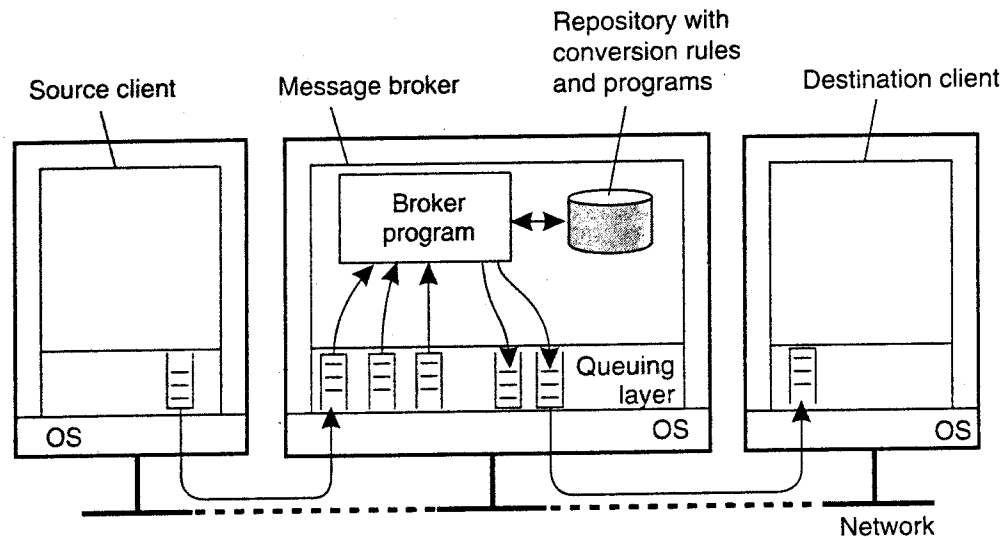 Repository with
conversion rules
and programs
Source client
Message broker
Destination client
Broker
program
Queuing
layer
OS
OS
OS
Network